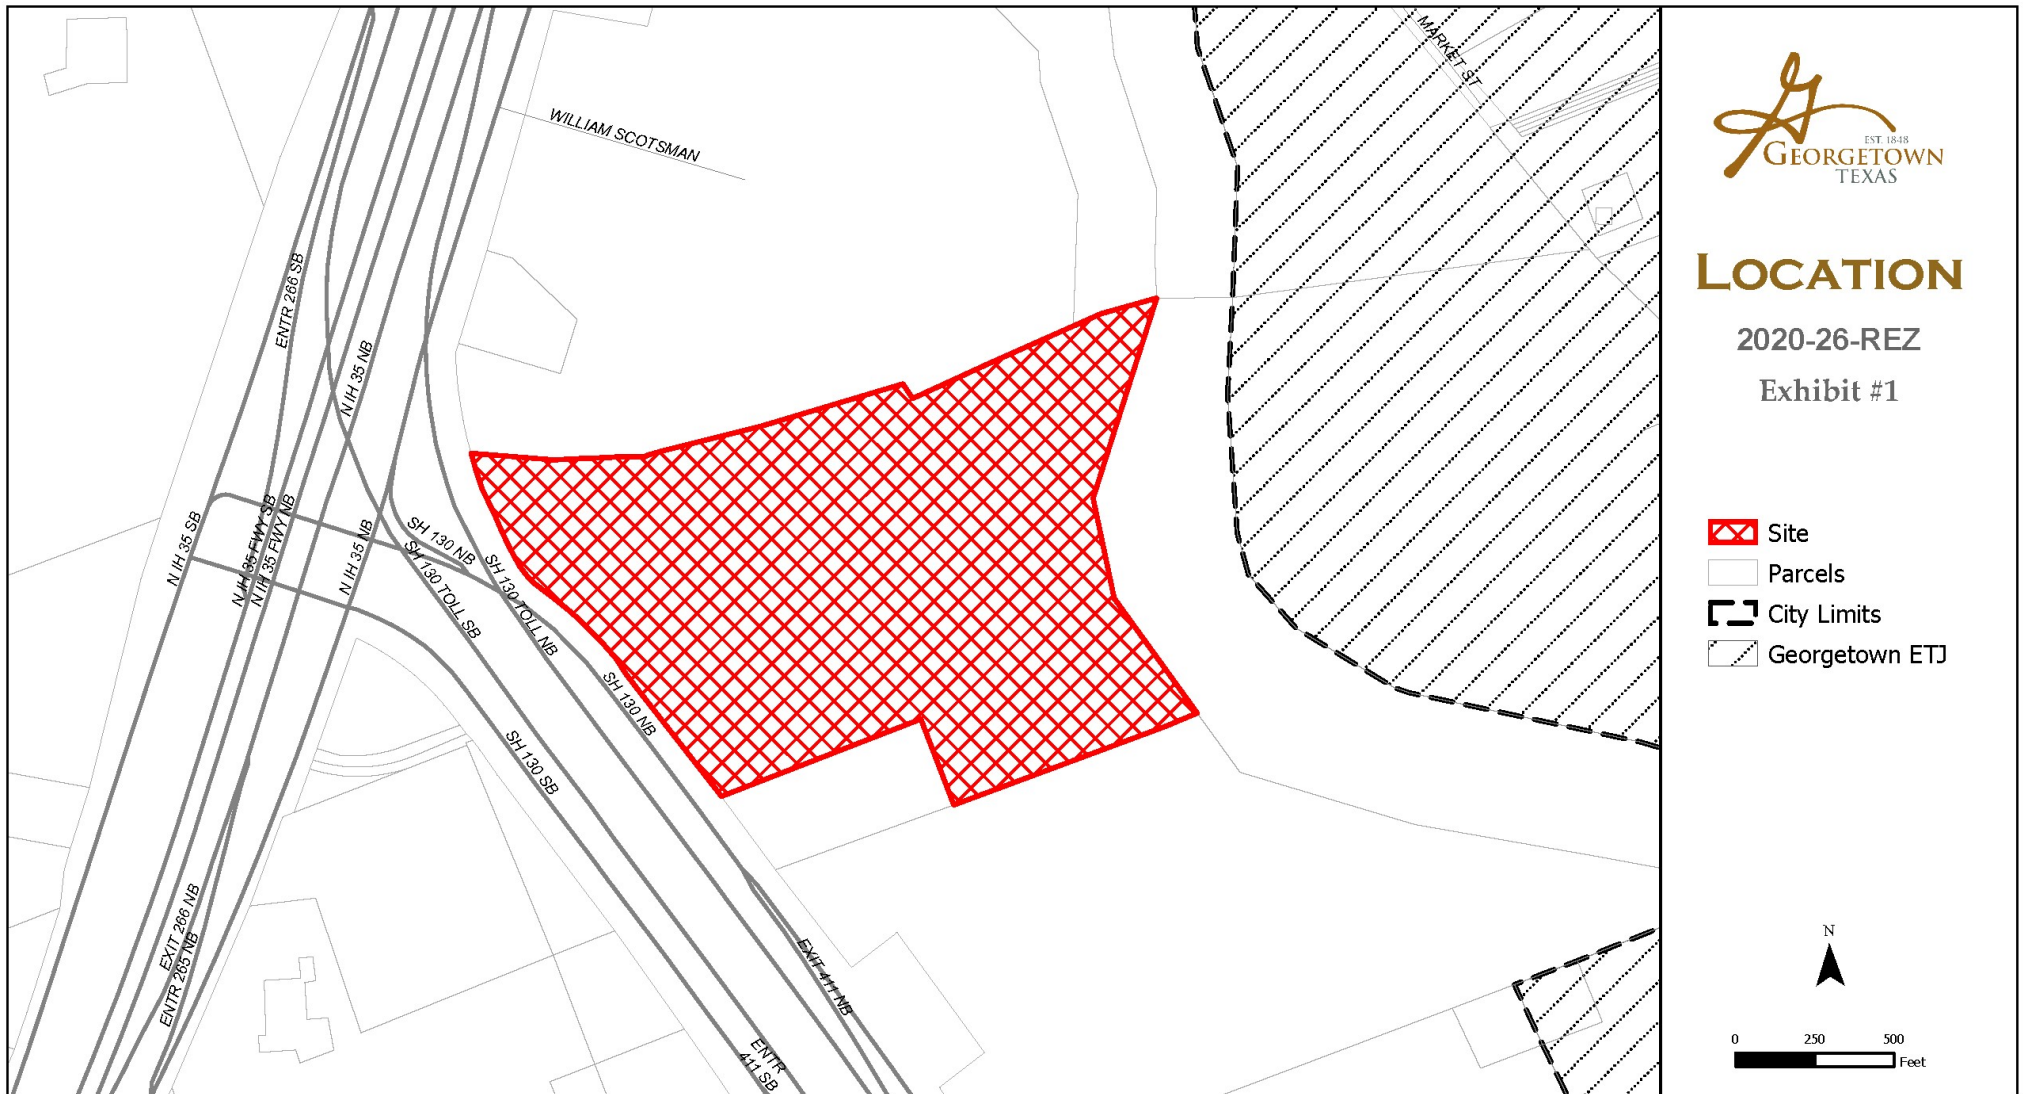 MARKET ST
WILLIAM SCOTSMAN
ENTR 266 SB
N IH 35 NB
N IH 35 SB
N IH 35 FWY SB
N IH 35 FWY NB
N IH 35 NB
SH 130 NB
SH 130 TOLL SB
SH 130 TOLL NB
SH 130 NB
SH 130 SB
EXIT 266 NB
ENTR 265 NB
EXIT 411 NB
ENTR
411 SB
EST. 1848
GEORGETOWN
TEXAS
LOCATION
2020-26-REZ
Exhibit #1
Site
Parcels
City Limits
Georgetown ETJ
N
0 250 500
Feet